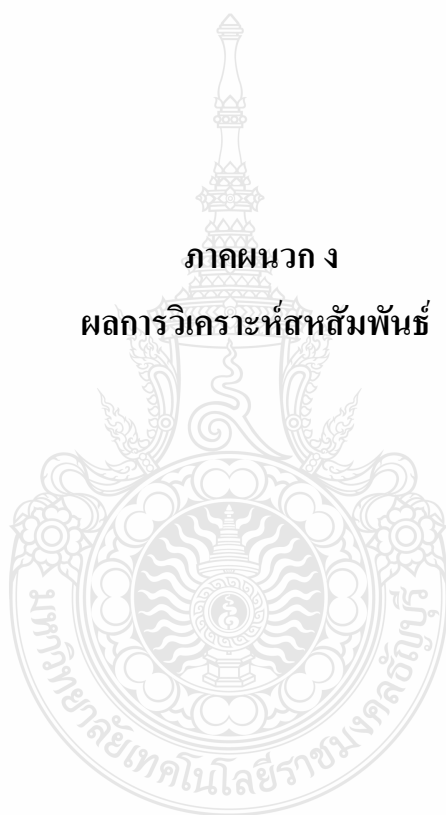 ภาคผนวก ง
ผลการวิเคราะห์สหสัมพันธ์
มหาวิทยาลัยเทคโนโลยีราชมงคลธัญบุรี